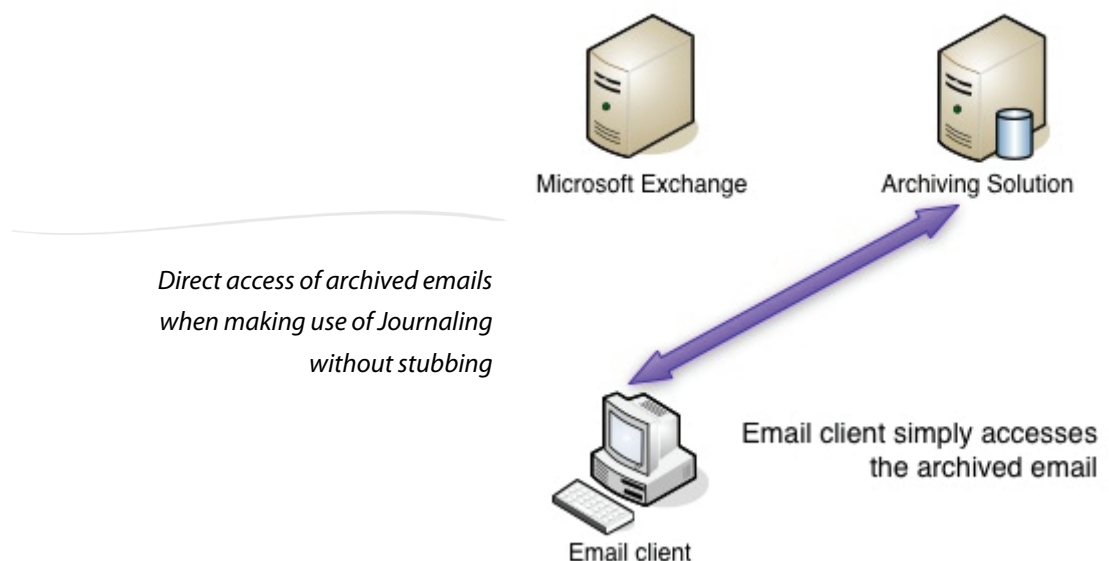 Microsoft Exchange
Archiving Solution
Direct access of archived emails
when making use of Journaling
without stubbing
Email client simply accesses
the archived email
Email client